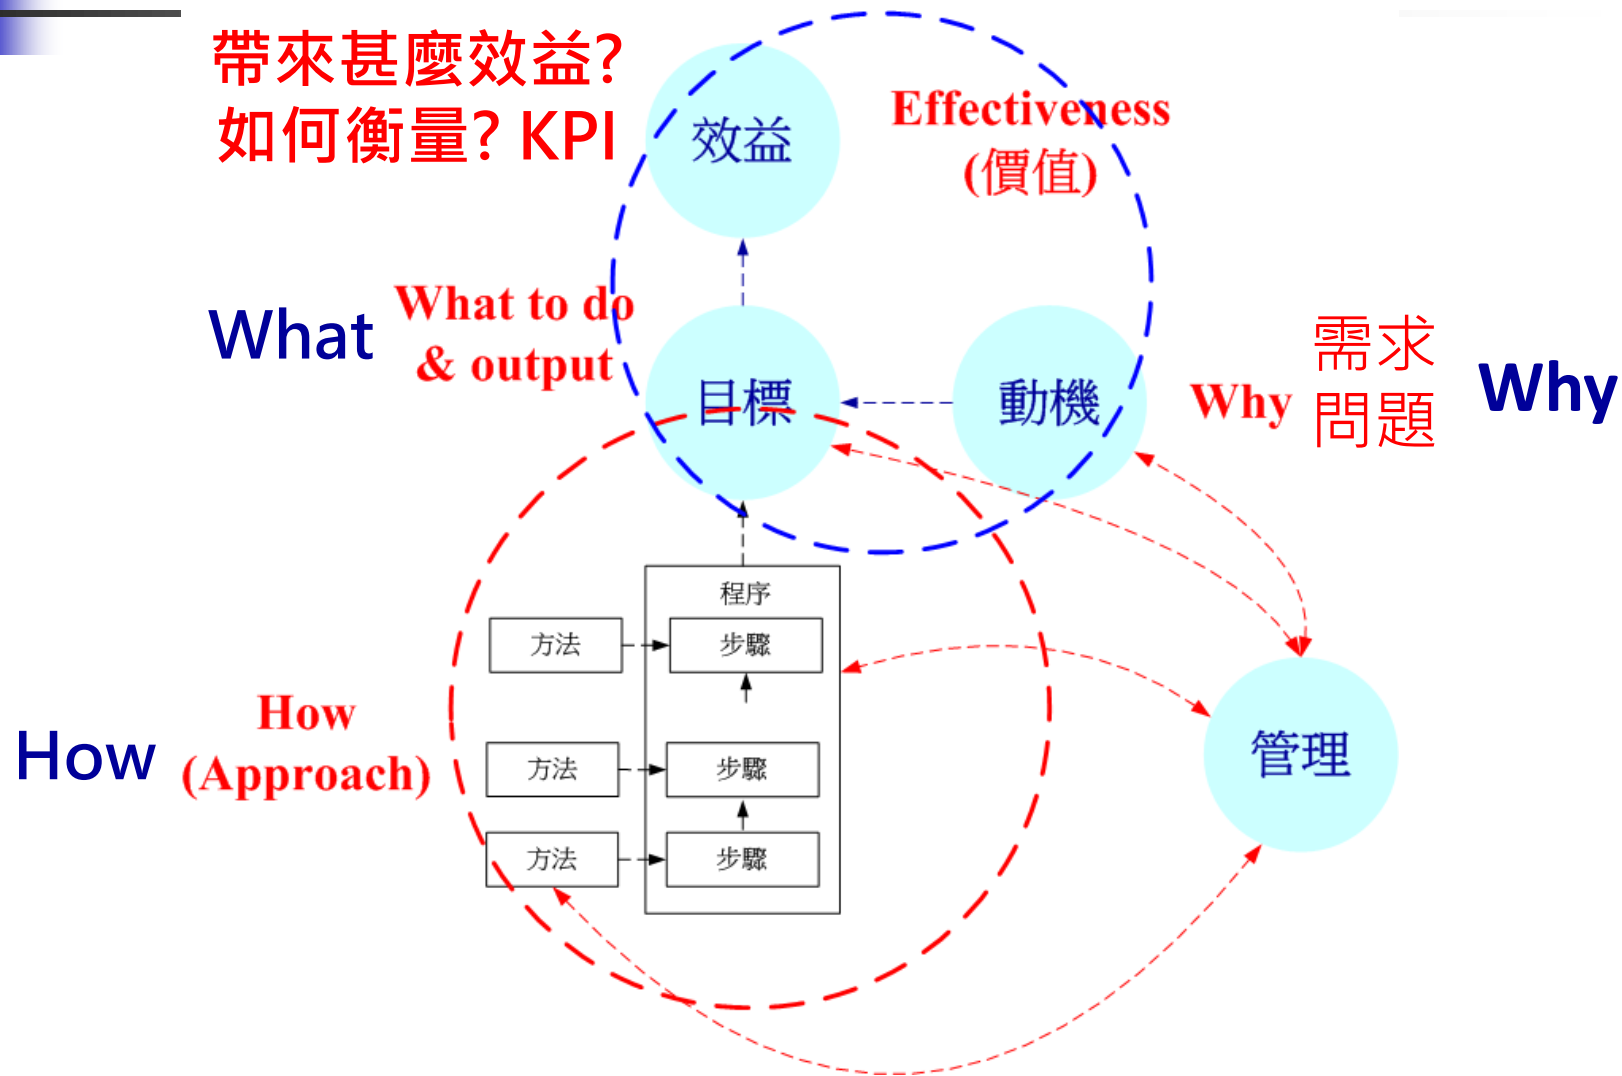 帶來甚麼效益?
如何衡量? KPI
效益
Effectiveness
(價值)
What
What to do
& output
目標
動機
Why
需求
問題
Why
程序
方法
步驟
How
How
(Approach)
方法
步驟
方法
步驟
管理